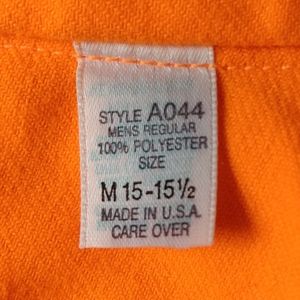 STYLE A044
MENS REGULAR
100% POLYESTER
SIZE
M 15-15½
MADE IN U.S.A.
CARE OVER